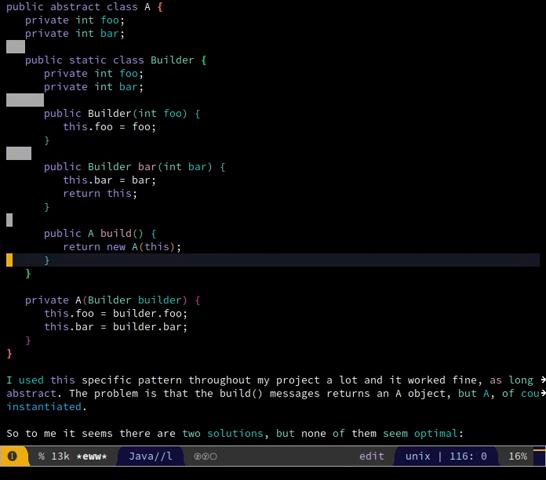 public abstract class A {
private int foo;
private int bar;
public static class Builder {
private int foo;
private int bar;
public Builder(int foo) {
this.foo = foo;
}
public Builder bar(int bar) {
this.bar = bar;
return this;
}
public A build() {
return new A(this);
}
}
private A(Builder builder) {
this.foo = builder.foo;
this.bar = builder.bar;
}
}
I used this specific pattern throughout my project a lot and it worked fine, as long
abstract. The problem is that the build() messages returns an A object, but A, of cou
instantiated.
So to me it seems there are two solutions, but none of them seem optimal:
1 % 13k *eww* Java//l edit unix | 116: 0 16%